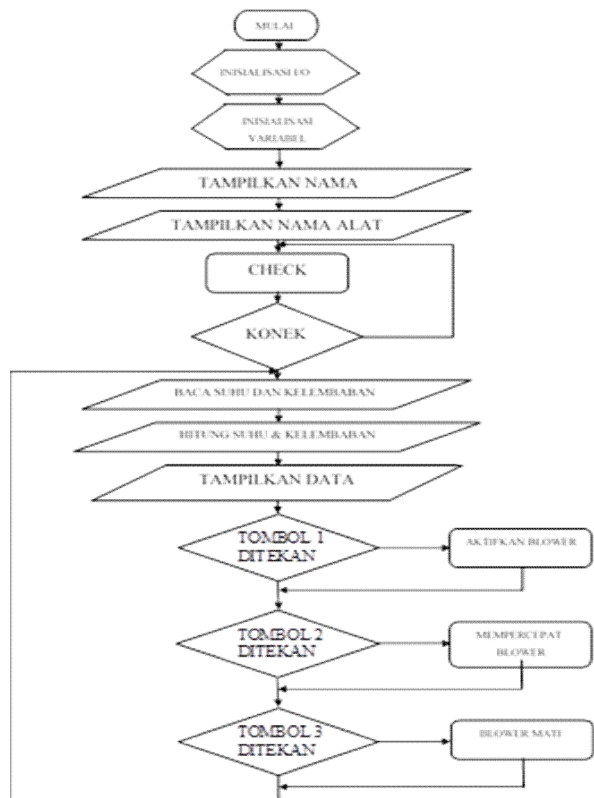 MULAI
INISIALISASI I/O
INISIALISASI
VARIABEL
TAMPILKAN NAMA
TAMPILKAN NAMA ALAT
CHECK
KONEK
BACA SUHU DAN KELEMBABAN
HITUNG SUHU & KELEMBABAN
TAMPILKAN DATA
TOMBOL 1
DITEKAN
AKTIFKAN BLOWER
TOMBOL 2
DITEKAN
MEMPERCEPAT
BLOWER
TOMBOL 3
DITEKAN
BLOWER MATI